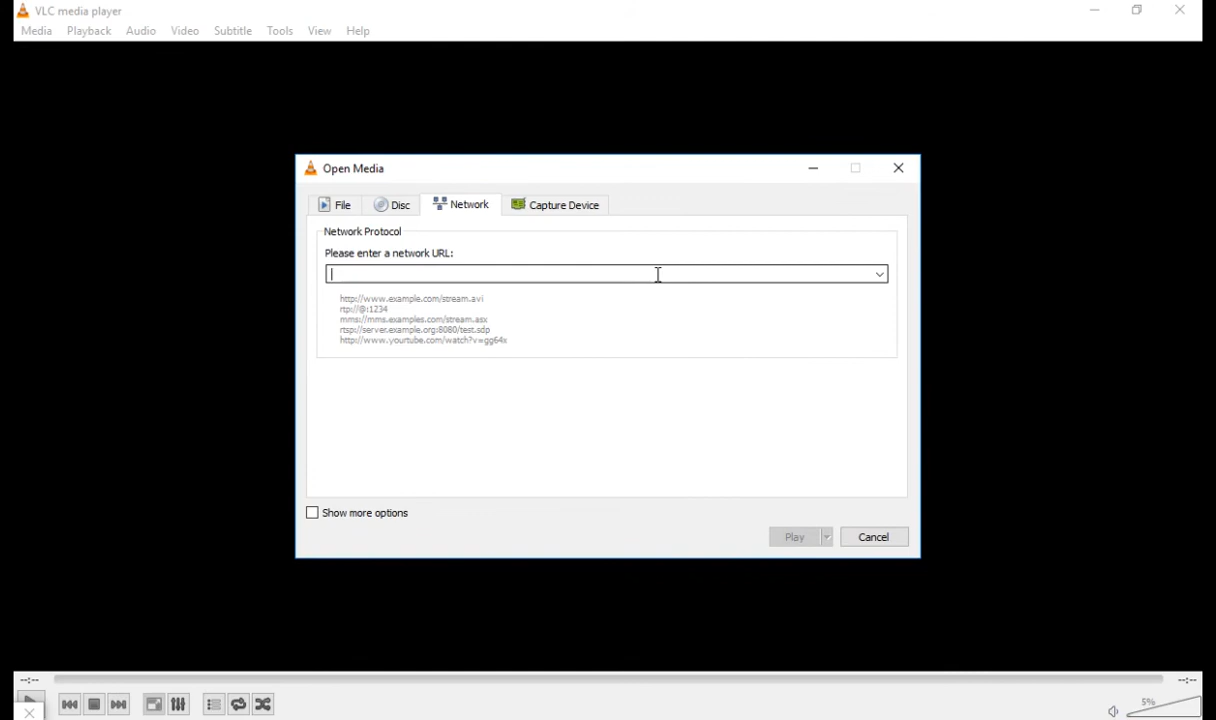 VLC media player
Media Playback Audio Video Subtitle Tools View Help
Open Media
File Disc Network Capture Device
Network Protocol
Please enter a network URL:
http://www.example.com/stream.avi
rtp://@:1234
mms://mms.examples.com/stream.asx
rtsp://server.example.org:8080/test.sdp
http://www.yourtube.com/watch?v=gg64x
Show more options
Play Cancel
--:-- --:--
5%